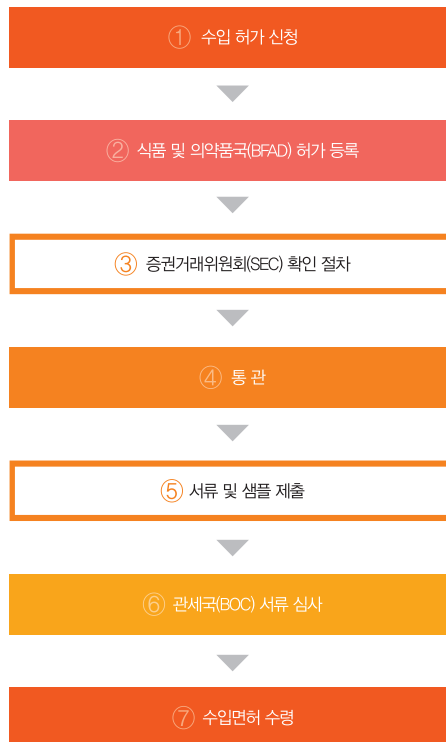 ① 수입 허가 신청
② 식품 및 의약품국(BFAD) 허가 등록
③ 증권거래위원회(SEC) 확인 절차
④ 통 관
⑤ 서류 및 샘플 제출
⑥ 관세국(BOC) 서류 심사
⑦ 수입면허 수령